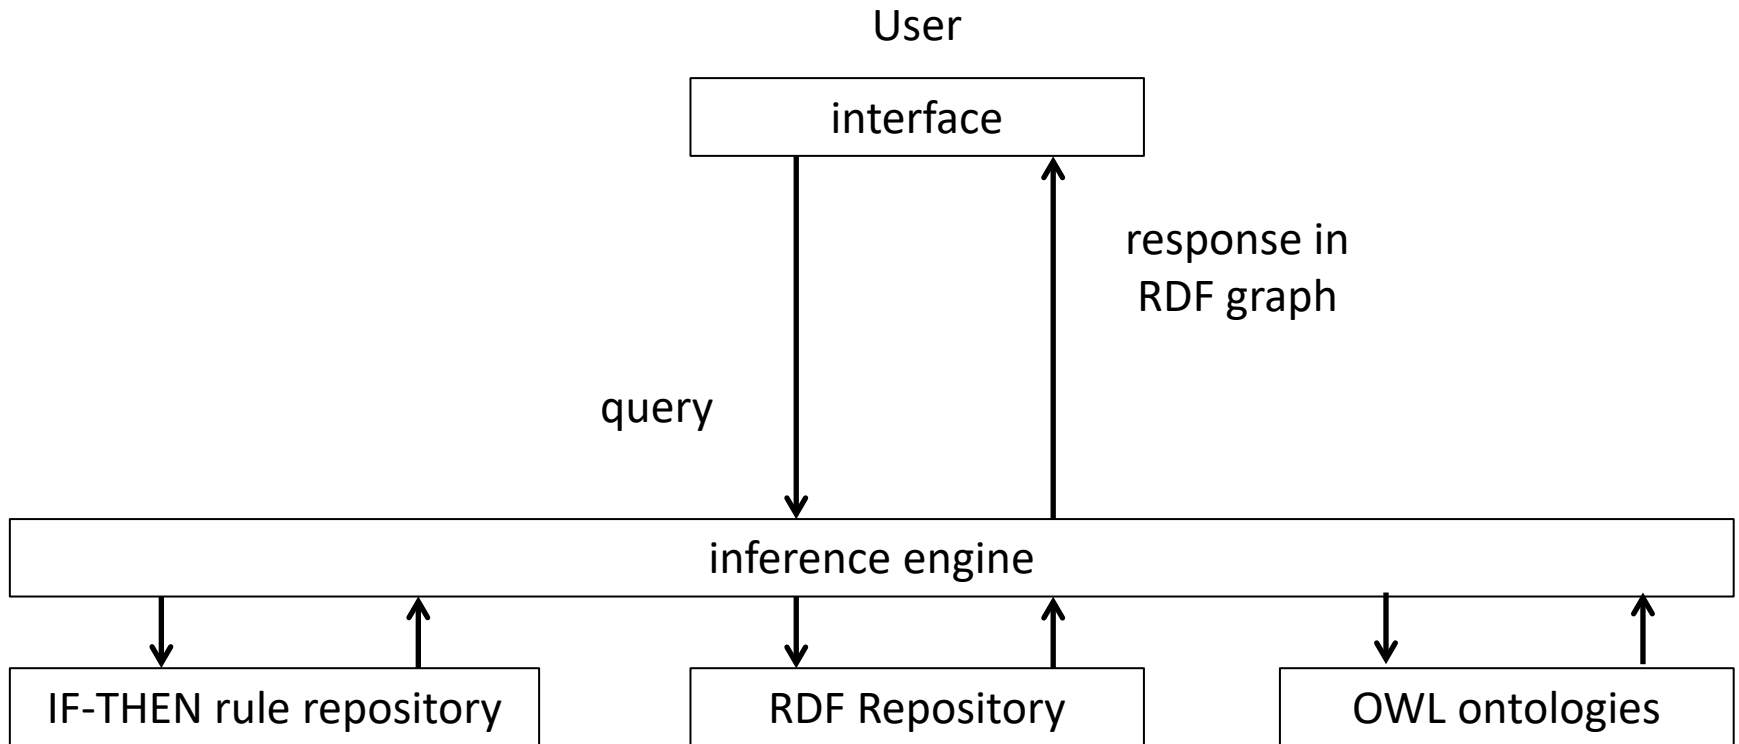 User
interface
response in
RDF graph
query
inference engine
IF-THEN rule repository
RDF Repository
OWL ontologies